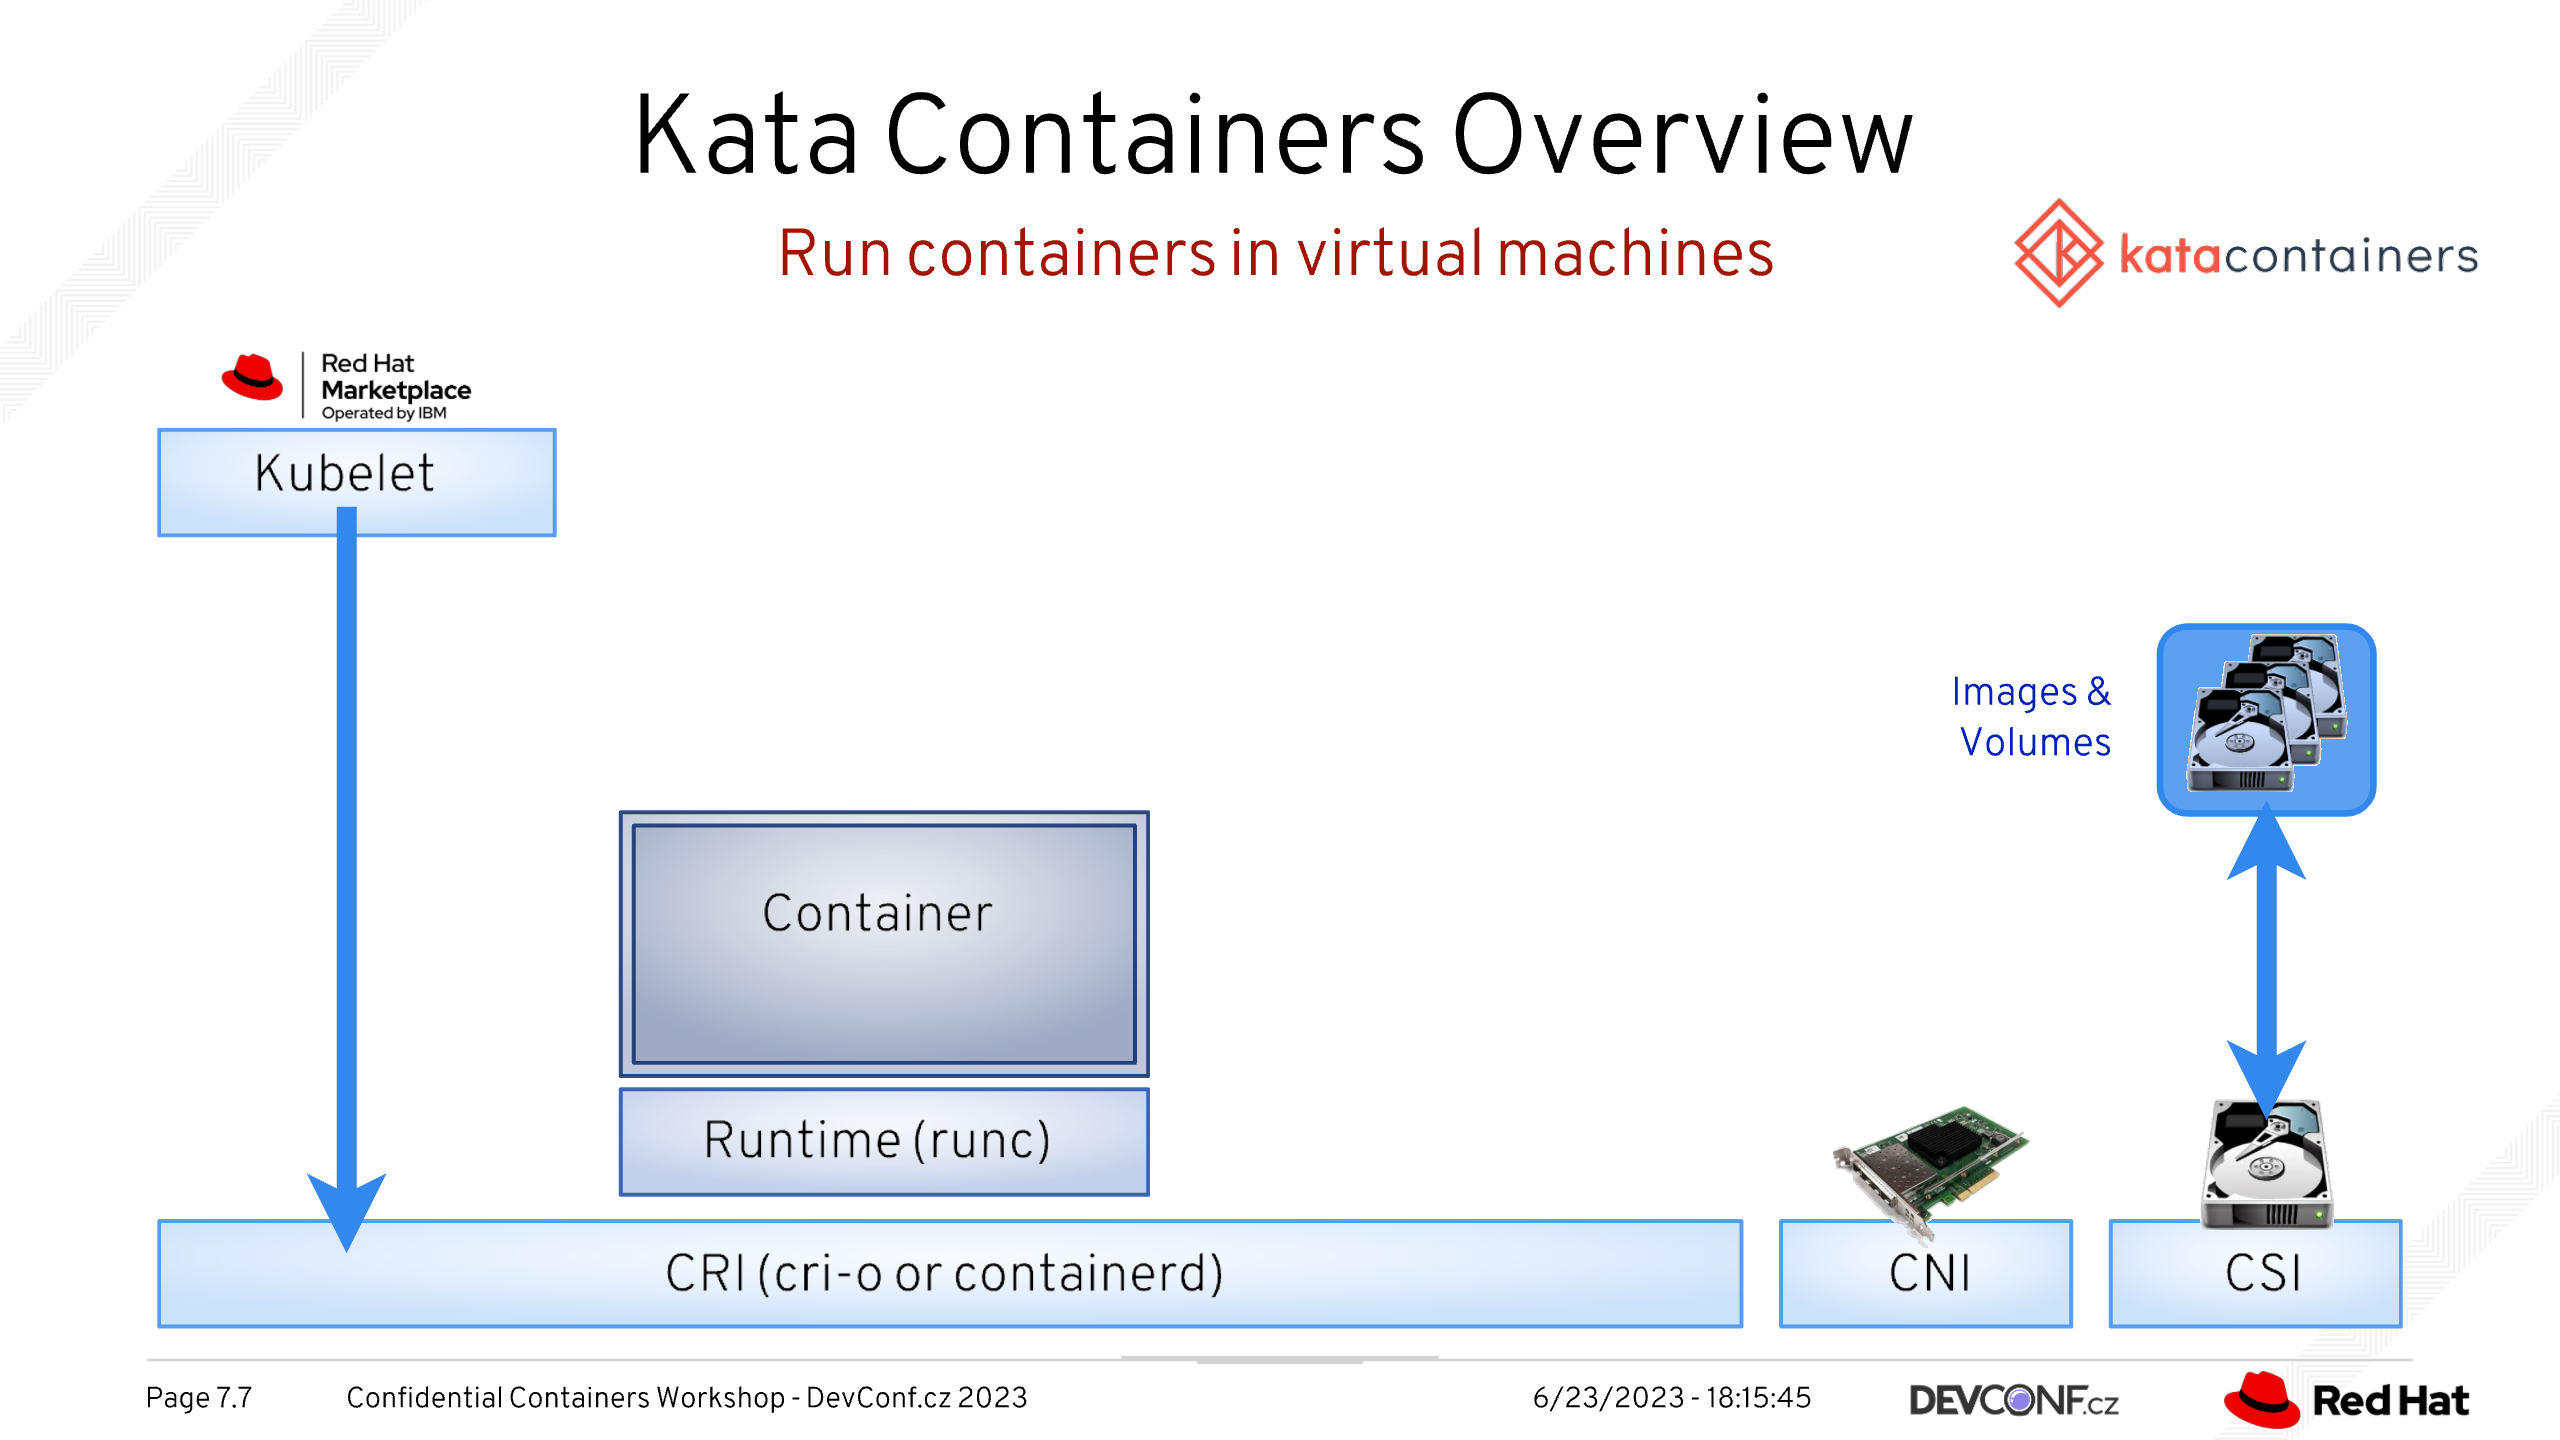 Kata Containers Overview
Run containers in virtual machines
katacontainers
Red Hat
Marketplace
Operated by IBM
Kubelet
Images &
Volumes
Container
Runtime (runc)
CRI (cri-o or containerd)
CNI
CSI
Page 7.7
Confidential Containers Workshop - DevConf.cz 2023
6/23/2023 - 18:15:45
DEVCONF.cz
Red Hat